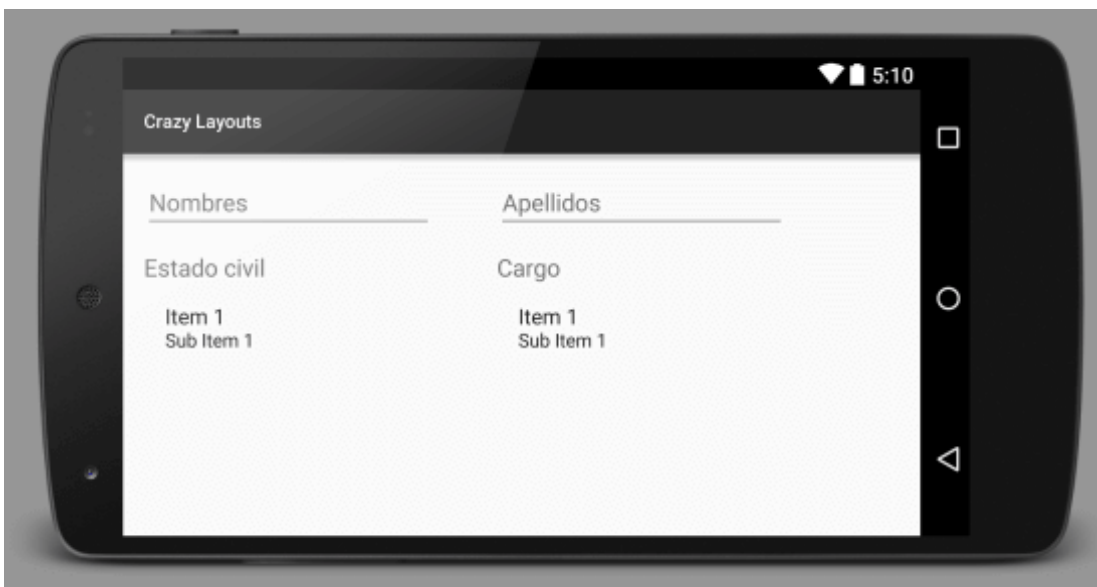 5:10
Crazy Layouts
Nombres Apellidos
Estado civil Cargo
Item 1 Item 1
Sub Item 1 Sub Item 1